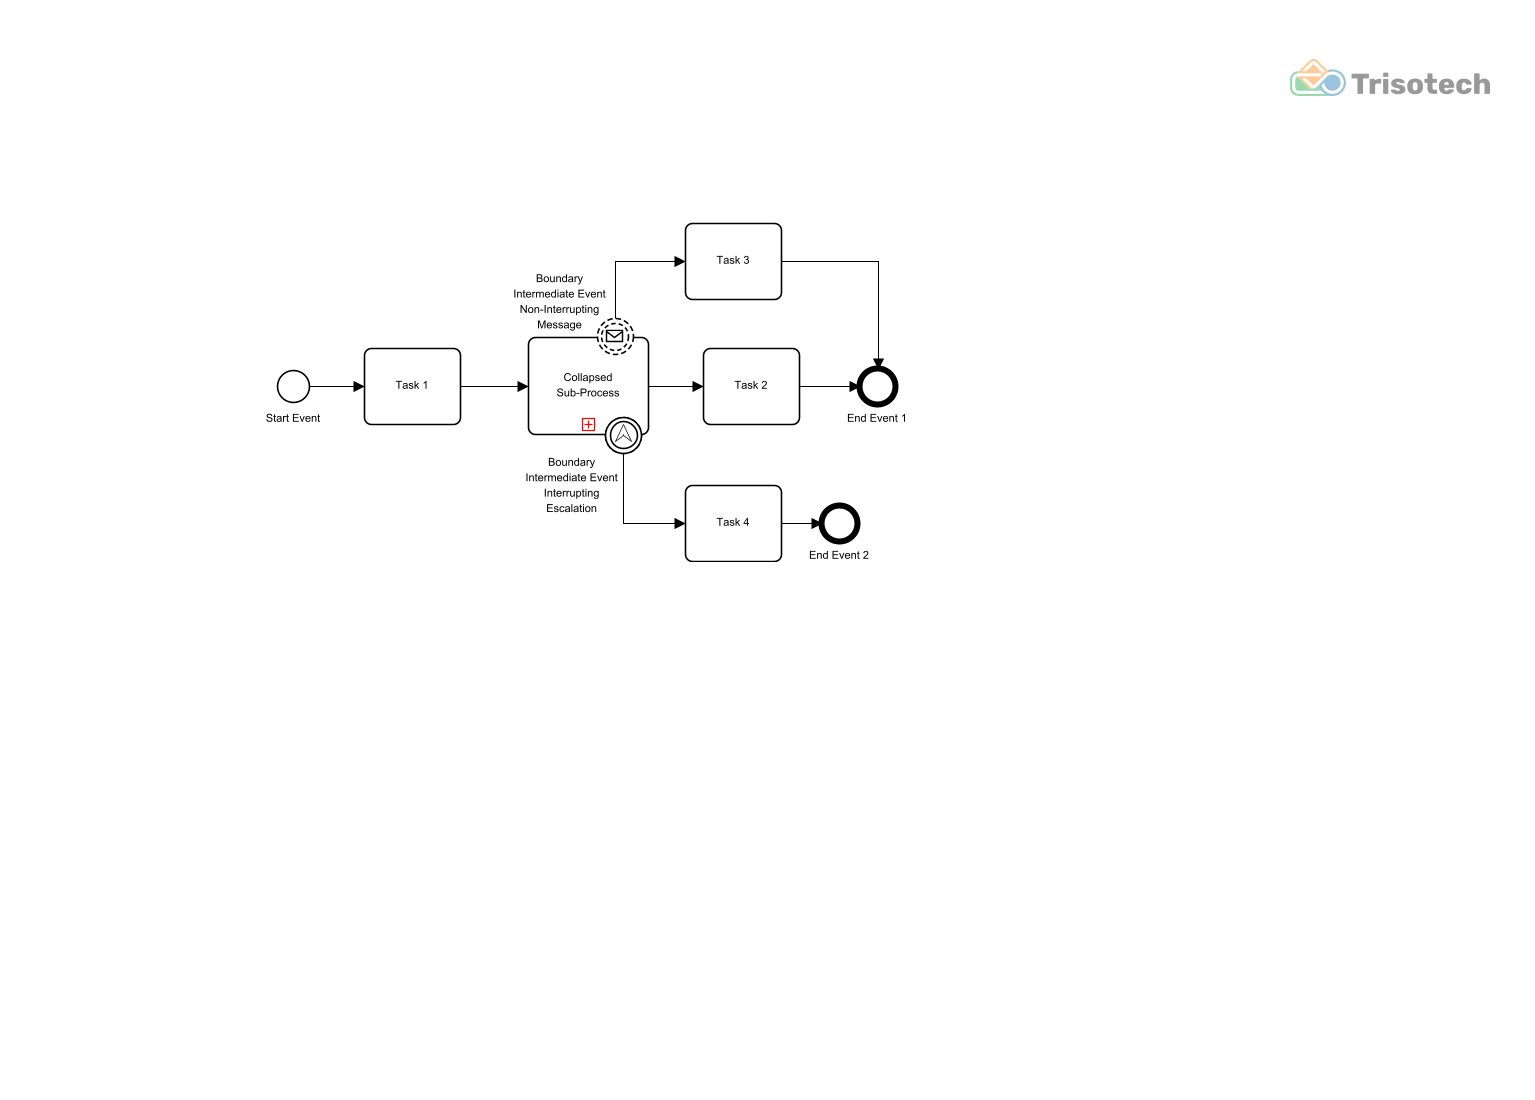 Trisotech
Task 3
Boundary
Intermediate Event
Non-Interrupting
Message
Start Event
Task 1
Collapsed
Sub-Process
Task 2
End Event 1
Boundary
Intermediate Event
Interrupting
Escalation
Task 4
End Event 2